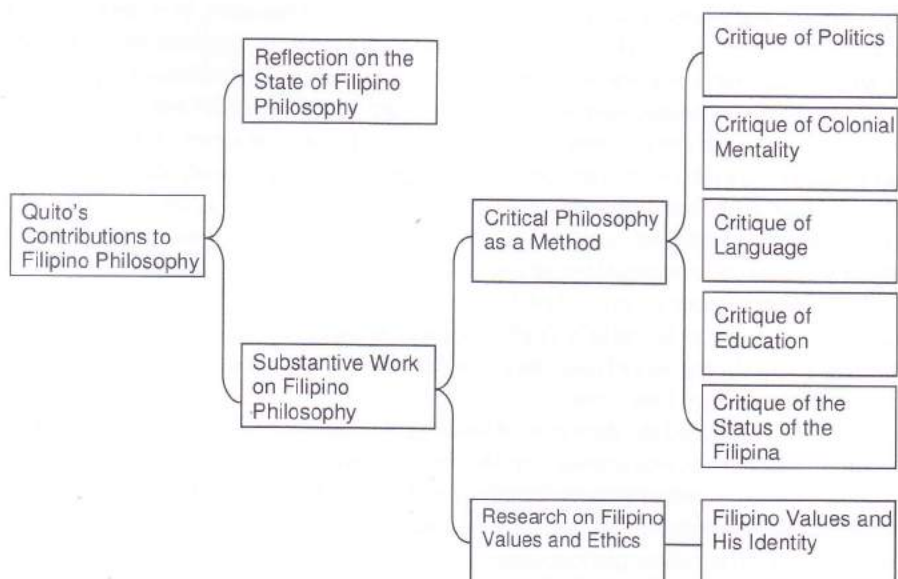 Quito's
Contributions to
Filipino Philosophy
Reflection on the
State of Filipino
Philosophy
Substantive Work
on Filipino
Philosophy
Critical Philosophy
as a Method
Critique of Politics
Critique of Colonial
Mentality
Critique of
Language
Critique of
Education
Critique of the
Status of the
Filipina
Research on Filipino
Values and Ethics
Filipino Values and
His Identity